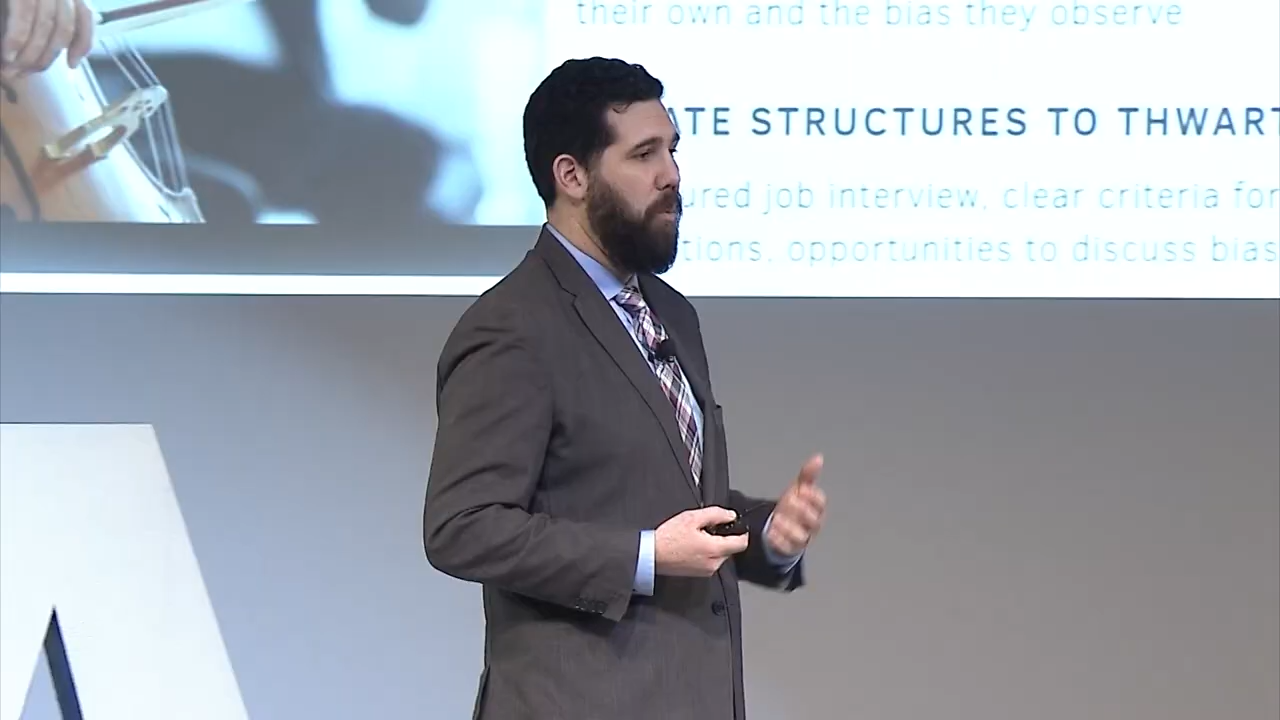 their own and the bias they observe
ATE STRUCTURES TO THWART
ured job interview, clear criteria for
tions, opportunities to discuss bias
A